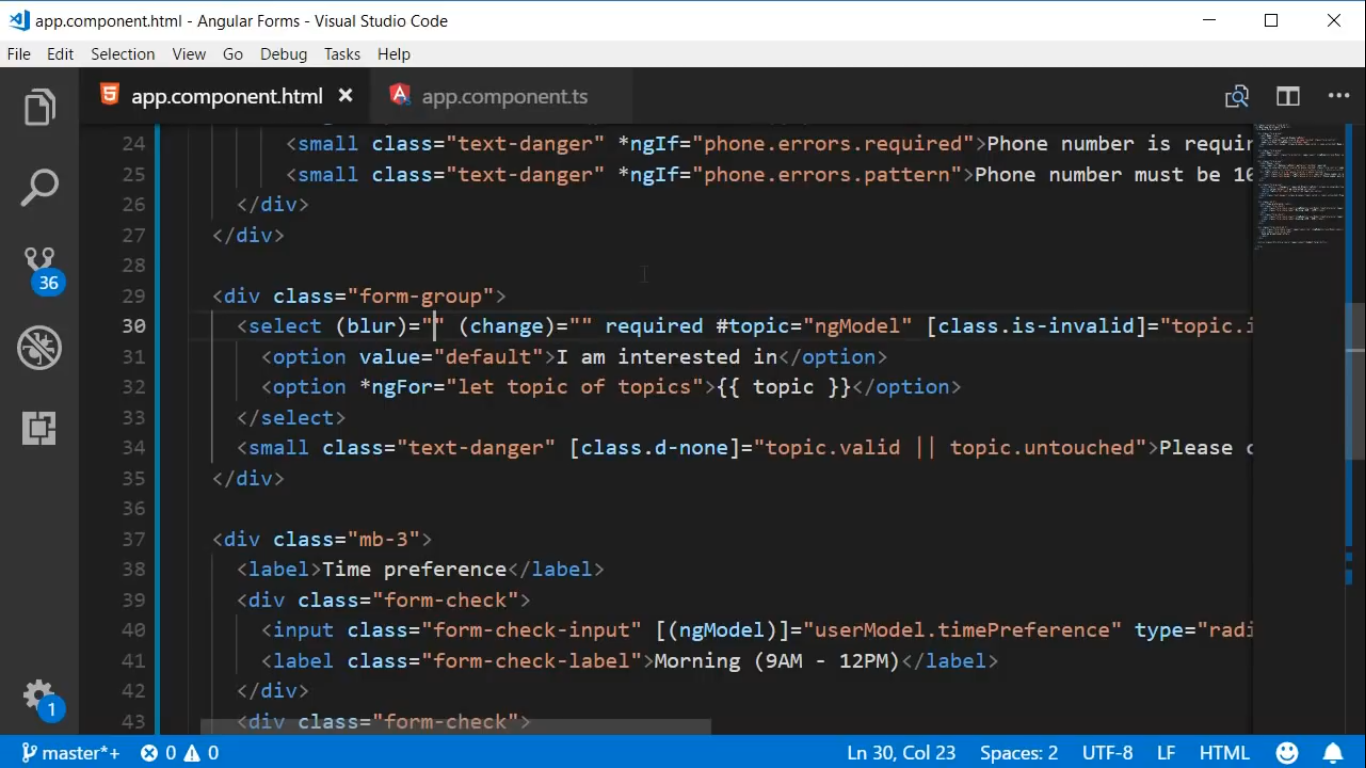 app.component.html - Angular Forms - Visual Studio Code
File Edit Selection View Go Debug Tasks Help
app.component.html
app.component.ts
24 <small class="text-danger" *ngIf="phone.errors.required">Phone number is requir
25 <small class="text-danger" *ngIf="phone.errors.pattern">Phone number must be 10
26 </div>
27 </div>
28
29 <div class="form-group">
30 <select (blur)="" (change)="" required #topic="ngModel" [class.is-invalid]="topic.i
31 <option value="default">I am interested in</option>
32 <option *ngFor="let topic of topics">{{ topic }}</option>
33 </select>
34 <small class="text-danger" [class.d-none]="topic.valid || topic.untouched">Please c
35 </div>
36
37 <div class="mb-3">
38 <label>Time preference</label>
39 <div class="form-check">
40 <input class="form-check-input" [(ngModel)]="userModel.timePreference" type="radi
41 <label class="form-check-label">Morning (9AM - 12PM)</label>
42 </div>
43 <div class="form-check">
36
1
master*+ 0 0 Ln 30, Col 23 Spaces: 2 UTF-8 LF HTML